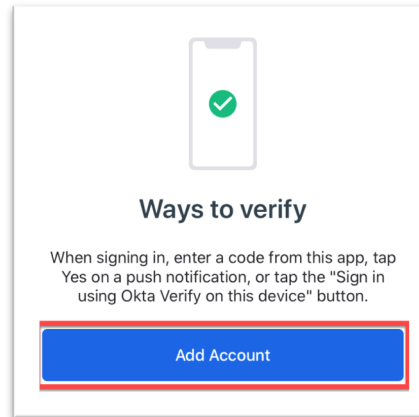 Ways to verify
When signing in, enter a code from this app, tap
Yes on a push notification, or tap the "Sign in
using Okta Verify on this device" button.
Add Account